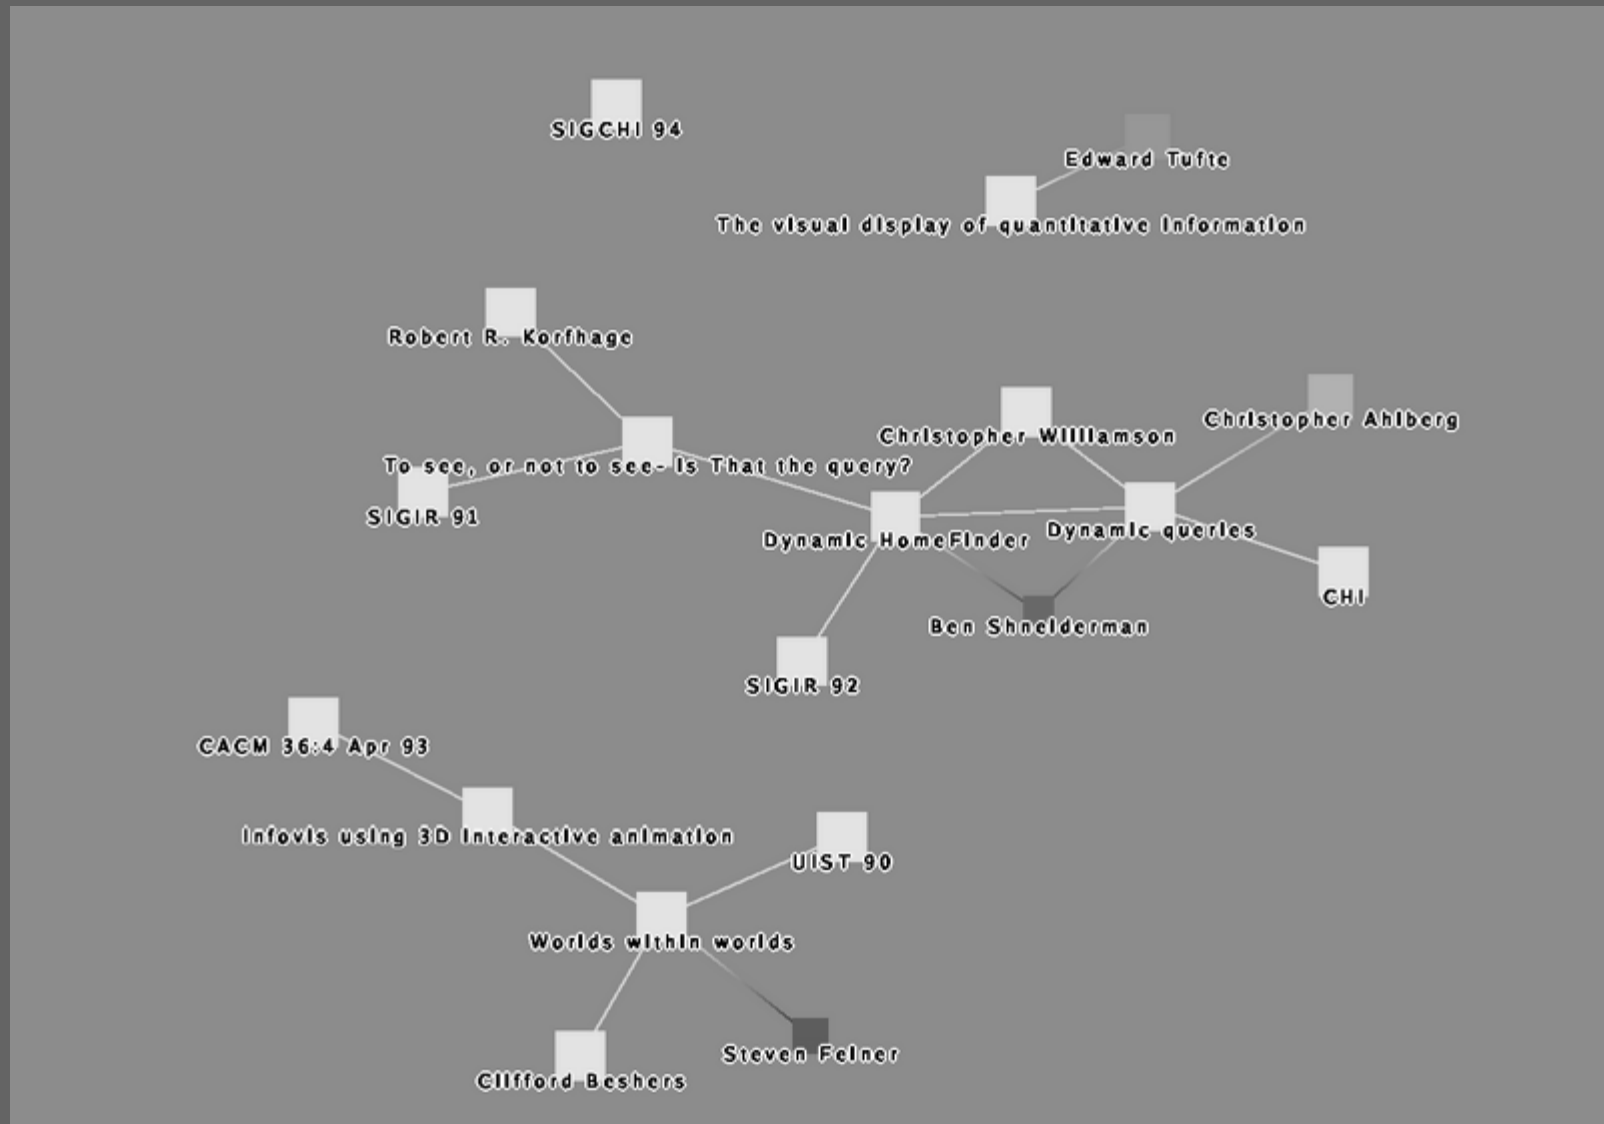 SIGCHI 94
Edward Tufte
The visual display of quantitative information
Robert R. Korfhage
Christopher Williamson
Christopher Ahlberg
To see, or not to see- Is That the query?
SIGIR 91
Dynamic HomeFinder
Dynamic queries
CHI
Ben Shneiderman
SIGIR 92
CACM 36:4 Apr 93
Infovis using 3D interactive animation
UIST 90
Worlds within worlds
Steven Feiner
Clifford Beshers